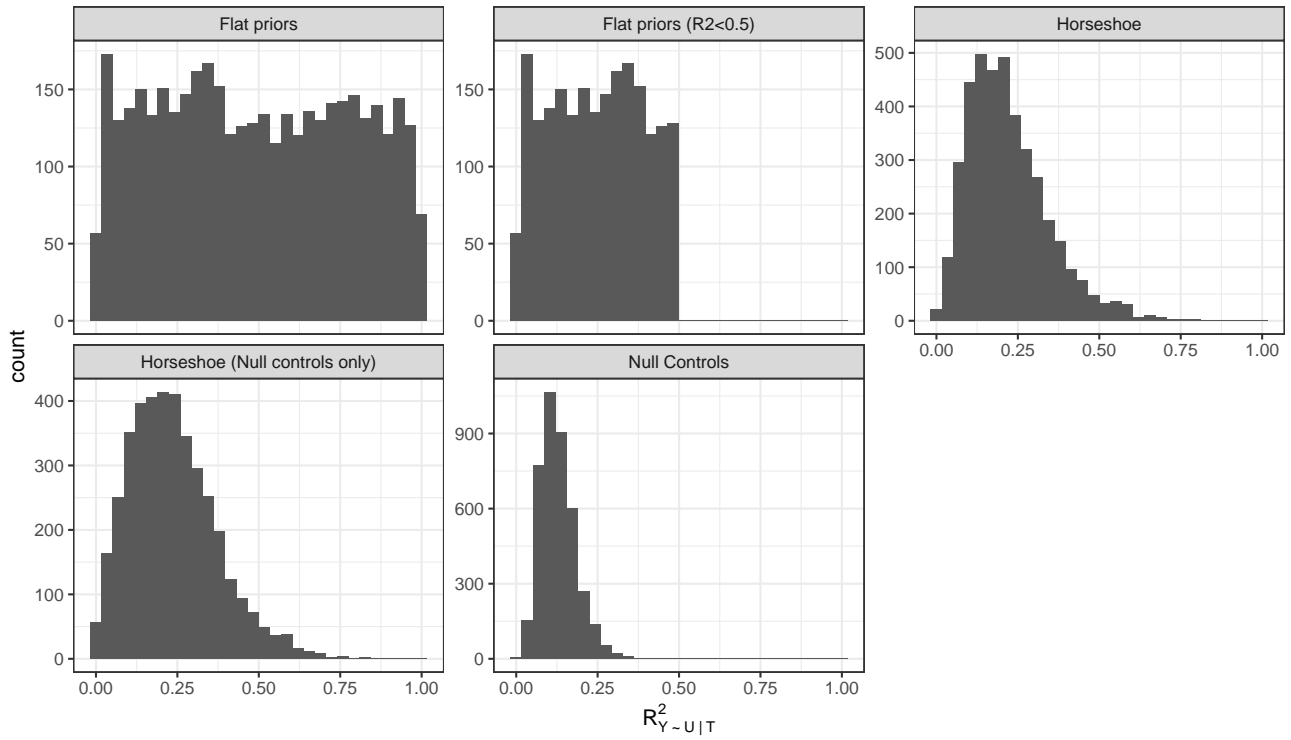 Flat priors
Flat priors (R2<0.5)
Horseshoe
150
100
50
0
150
100
50
0
500
400
300
200
100
0
0.00 0.25 0.50 0.75 1.00
count
Horseshoe (Null controls only)
Null Controls
400
300
200
100
0
900
600
300
0
0.00 0.25 0.50 0.75 1.00
0.00 0.25 0.50 0.75 1.00
R²Y ~ U | T